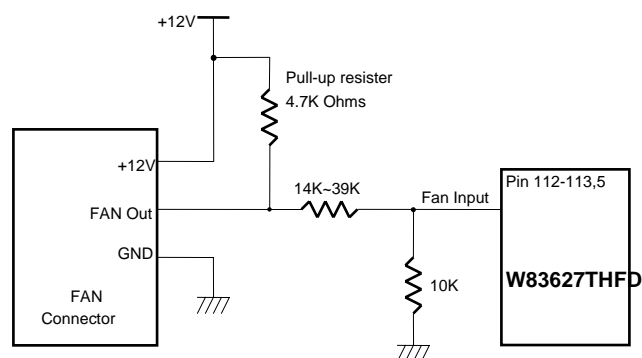 +12V
Pull-up resister
4.7K Ohms
+12V
14K~39K
Pin 112-113,5
FAN Out
Fan Input
GND
10K
W83627THFD
FAN
Connector